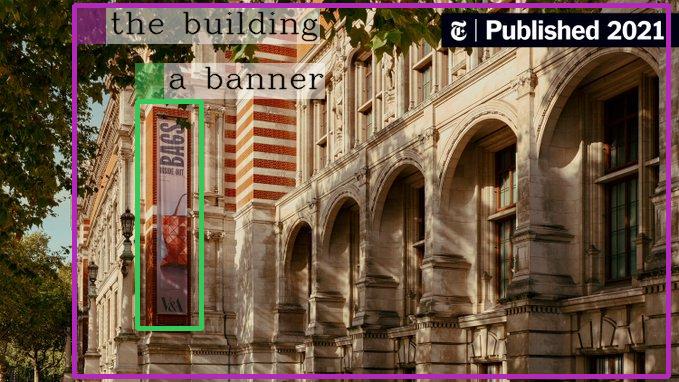 the building
Published 2021
a banner
BAGS
INSIDE OUT
V&A